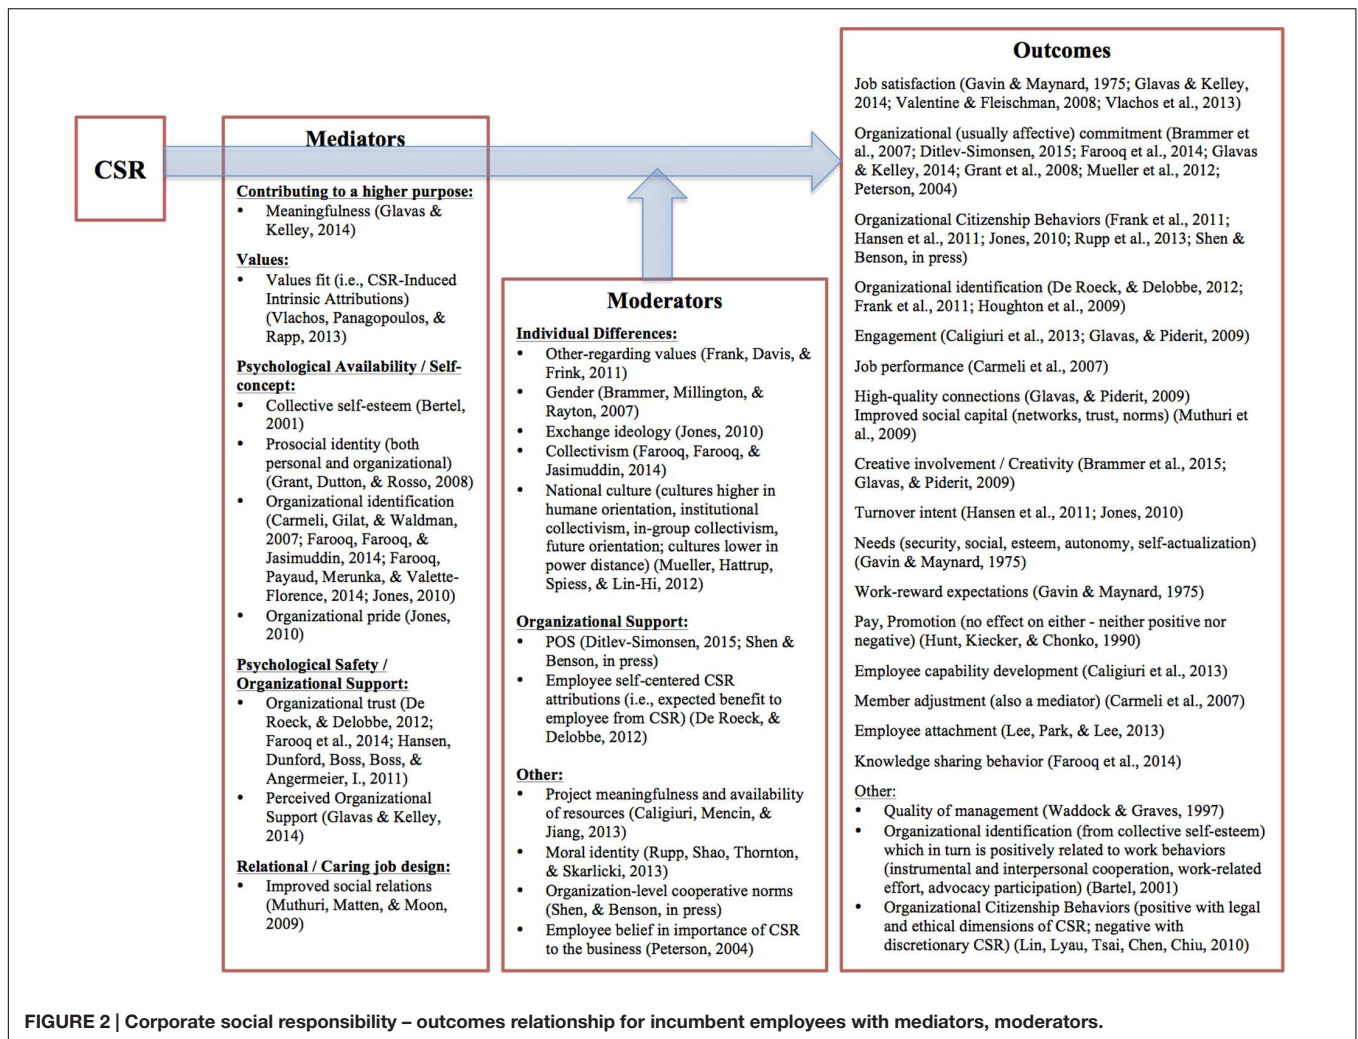 CSR
Mediators
Contributing to a higher purpose:
• Meaningfulness (Glavas &
Kelley, 2014)
Values:
• Values fit (i.e., CSR-Induced
Intrinsic Attributions)
(Vlachos, Panagopoulos, &
Rapp, 2013)
Psychological Availability / Self-
concept:
• Collective self-esteem (Bertel,
2001)
• Prosocial identity (both
personal and organizational)
(Grant, Dutton, & Rosso, 2008)
• Organizational identification
(Carmeli, Gilat, & Waldman,
2007; Farooq, Farooq, &
Jasimuddin, 2014; Farooq,
Payaud, Merunka, & Valette-
Florence, 2014; Jones, 2010)
• Organizational pride (Jones,
2010)
Psychological Safety /
Organizational Support:
• Organizational trust (De
Roeck, & Delobbe, 2012;
Farooq et al., 2014; Hansen,
Dunford, Boss, Boss, &
Angermeier, I., 2011)
• Perceived Organizational
Support (Glavas & Kelley,
2014)
Relational / Caring job design:
• Improved social relations
(Muthuri, Matten, & Moon,
2009)
Moderators
Individual Differences:
• Other-regarding values (Frank, Davis, &
Frink, 2011)
• Gender (Brammer, Millington, &
Rayton, 2007)
• Exchange ideology (Jones, 2010)
• Collectivism (Farooq, Farooq, &
Jasimuddin, 2014)
• National culture (cultures higher in
humane orientation, institutional
collectivism, in-group collectivism,
future orientation; cultures lower in
power distance) (Mueller, Hattrup,
Spiess, & Lin-Hi, 2012)
Organizational Support:
• POS (Ditlev-Simonsen, 2015; Shen &
Benson, in press)
• Employee self-centered CSR
attributions (i.e., expected benefit to
employee from CSR) (De Roeck, &
Delobbe, 2012)
Other:
• Project meaningfulness and availability
of resources (Caligiuri, Mencin, &
Jiang, 2013)
• Moral identity (Rupp, Shao, Thornton,
& Skarlicki, 2013)
• Organization-level cooperative norms
(Shen, & Benson, in press)
• Employee belief in importance of CSR
to the business (Peterson, 2004)
Outcomes
Job satisfaction (Gavin & Maynard, 1975; Glavas & Kelley,
2014; Valentine & Fleischman, 2008; Vlachos et al., 2013)
Organizational (usually affective) commitment (Brammer et
al., 2007; Ditlev-Simonsen, 2015; Farooq et al., 2014; Glavas
& Kelley, 2014; Grant et al., 2008; Mueller et al., 2012;
Peterson, 2004)
Organizational Citizenship Behaviors (Frank et al., 2011;
Hansen et al., 2011; Jones, 2010; Rupp et al., 2013; Shen &
Benson, in press)
Organizational identification (De Roeck, & Delobbe, 2012;
Frank et al., 2011; Houghton et al., 2009)
Engagement (Caligiuri et al., 2013; Glavas, & Piderit, 2009)
Job performance (Carmeli et al., 2007)
High-quality connections (Glavas, & Piderit, 2009)
Improved social capital (networks, trust, norms) (Muthuri et
al., 2009)
Creative involvement / Creativity (Brammer et al., 2015;
Glavas, & Piderit, 2009)
Turnover intent (Hansen et al., 2011; Jones, 2010)
Needs (security, social, esteem, autonomy, self-actualization)
(Gavin & Maynard, 1975)
Work-reward expectations (Gavin & Maynard, 1975)
Pay, Promotion (no effect on either - neither positive nor
negative) (Hunt, Kiecker, & Chonko, 1990)
Employee capability development (Caligiuri et al., 2013)
Member adjustment (also a mediator) (Carmeli et al., 2007)
Employee attachment (Lee, Park, & Lee, 2013)
Knowledge sharing behavior (Farooq et al., 2014)
Other:
• Quality of management (Waddock & Graves, 1997)
• Organizational identification (from collective self-esteem)
which in turn is positively related to work behaviors
(instrumental and interpersonal cooperation, work-related
effort, advocacy participation) (Bartel, 2001)
• Organizational Citizenship Behaviors (positive with legal
and ethical dimensions of CSR; negative with
discretionary CSR) (Lin, Lyau, Tsai, Chen, Chiu, 2010)
FIGURE 2 | Corporate social responsibility – outcomes relationship for incumbent employees with mediators, moderators.